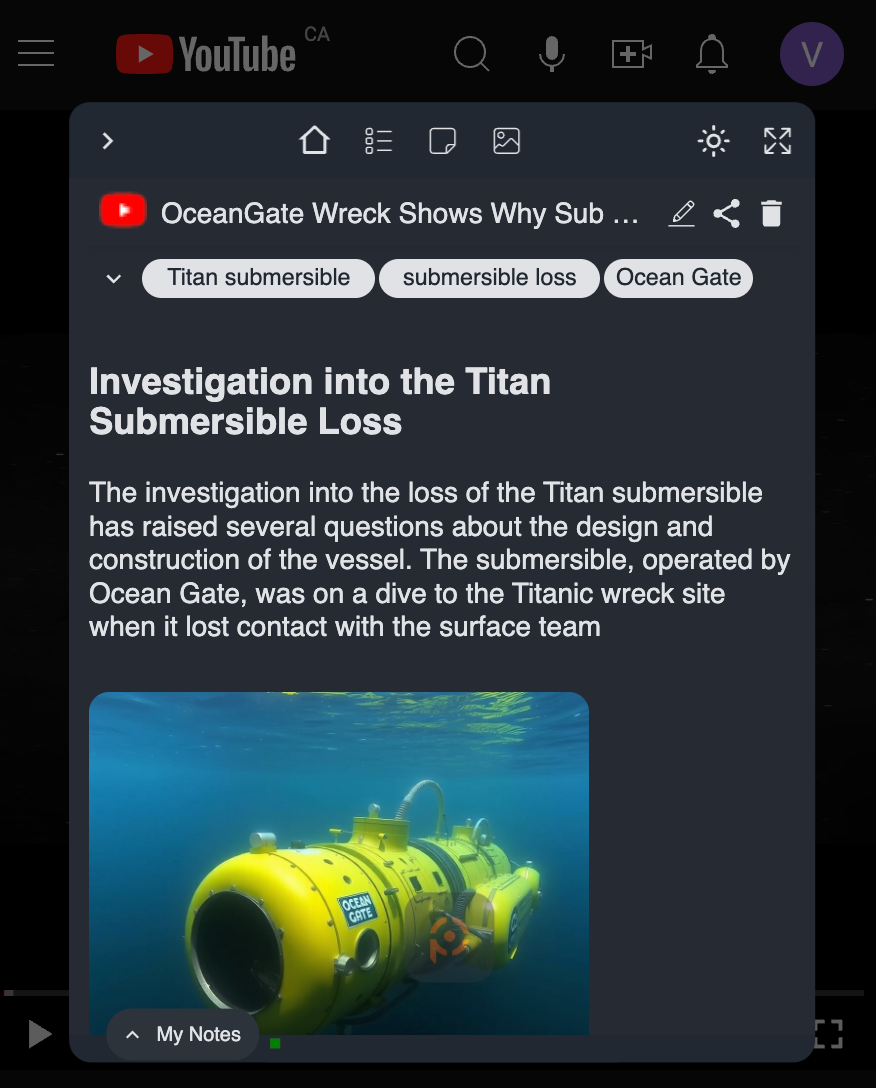 YouTube CA
V
OceanGate Wreck Shows Why Sub ...
Titan submersible submersible loss Ocean Gate
Investigation into the Titan
Submersible Loss
The investigation into the loss of the Titan submersible
has raised several questions about the design and
construction of the vessel. The submersible, operated by
Ocean Gate, was on a dive to the Titanic wreck site
when it lost contact with the surface team
OCEAN
GATE
My Notes